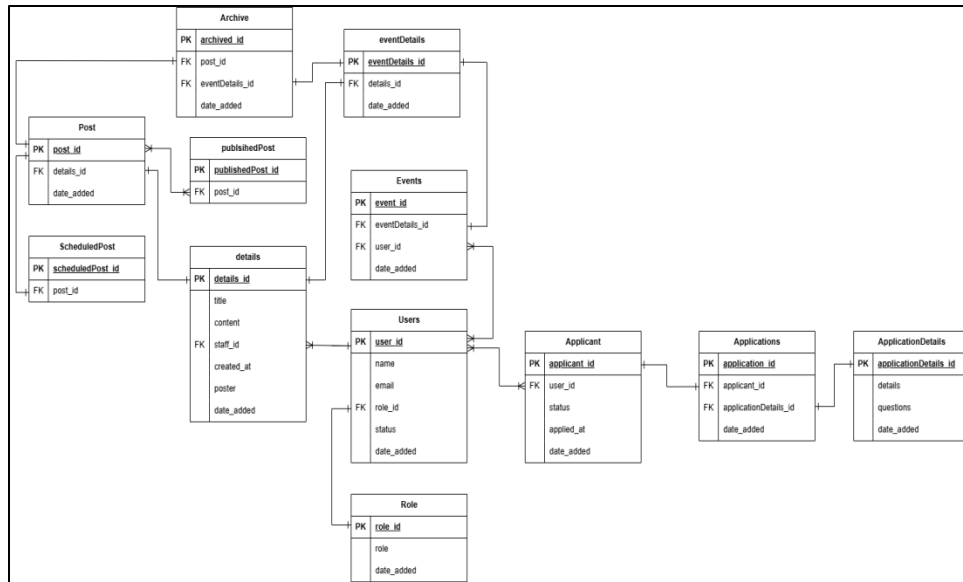 Archive
PK archived_id
FK post_id
FK eventDetails_id
date_added
eventDetails
PK eventDetails_id
FK details_id
date_added
Post
PK post_id
FK details_id
date_added
publsihedPost
PK publishedPost_id
FK post_id
Events
PK event_id
FK eventDetails_id
FK user_id
date_added
ScheduledPost
PK scheduledPost_id
FK post_id
details
PK details_id
title
content
FK staff_id
created_at
poster
date_added
Users
PK user_id
name
email
FK role_id
status
date_added
Applicant
PK applicant_id
FK user_id
status
applied_at
date_added
Applications
PK application_id
FK applicant_id
FK applicationDetails_id
date_added
ApplicationDetails
PK applicationDetails_id
details
questions
date_added
Role
PK role_id
role
date_added